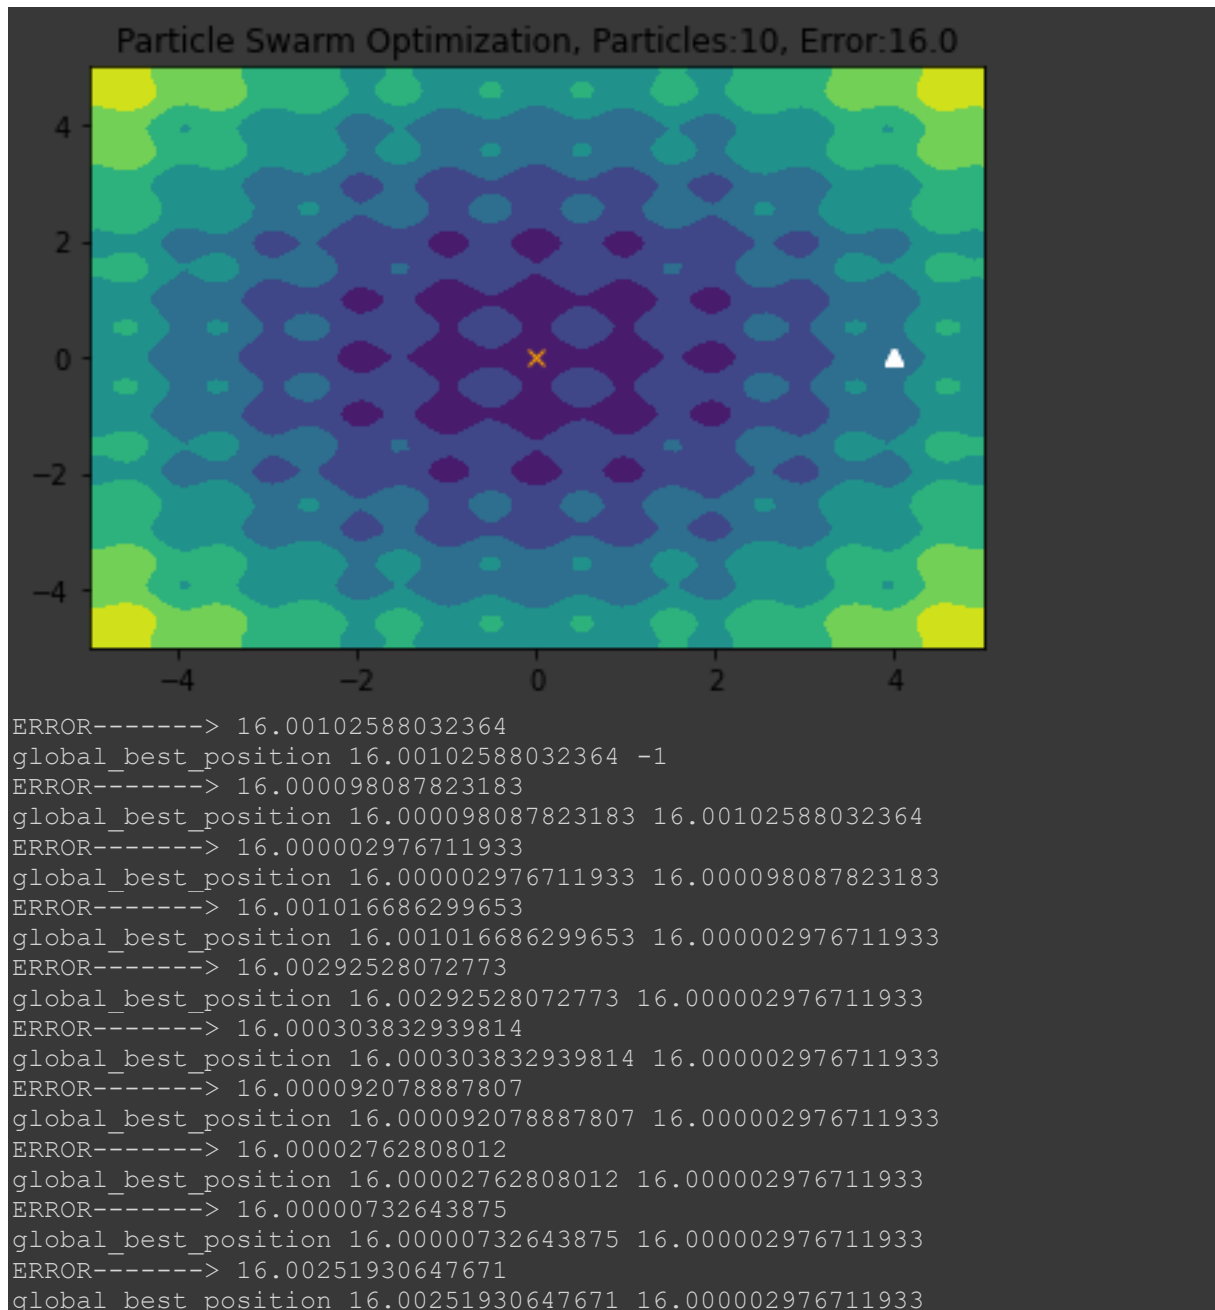 Particle Swarm Optimization, Particles:10, Error:16.0
4
2
0
−2
−4
−4 −2 0 2 4
ERROR-------> 16.00102588032364
global_best_position 16.00102588032364 -1
ERROR-------> 16.000098087823183
global_best_position 16.000098087823183 16.00102588032364
ERROR-------> 16.000002976711933
global_best_position 16.000002976711933 16.000098087823183
ERROR-------> 16.001016686299653
global_best_position 16.001016686299653 16.000002976711933
ERROR-------> 16.00292528072773
global_best_position 16.00292528072773 16.000002976711933
ERROR-------> 16.000303832939814
global_best_position 16.000303832939814 16.000002976711933
ERROR-------> 16.000092078887807
global_best_position 16.000092078887807 16.000002976711933
ERROR-------> 16.00002762808012
global_best_position 16.00002762808012 16.000002976711933
ERROR-------> 16.00000732643875
global_best_position 16.00000732643875 16.000002976711933
ERROR-------> 16.00251930647671
global_best_position 16.00251930647671 16.000002976711933